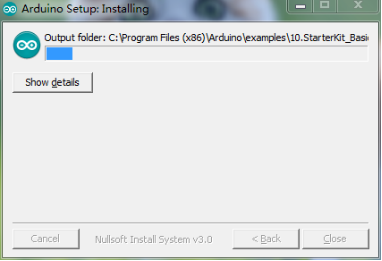 Arduino Setup: Installing
Output folder: C:\Program Files (x86)\Arduino\examples\10.StarterKit_Basic
Show details
Cancel
Nullsoft Install System v3.0
< Back
Close